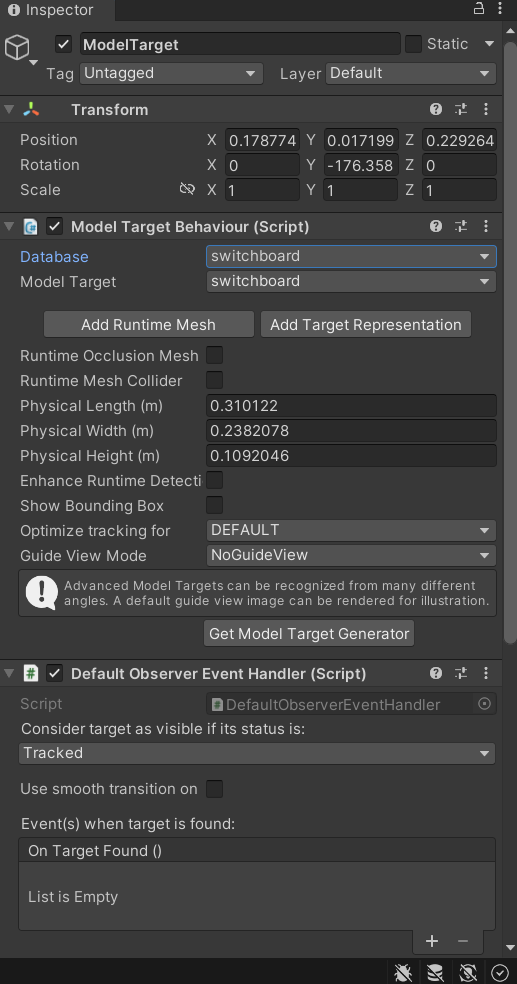 Inspector
ModelTarget Static
Tag Untagged Layer Default
Transform
Position X 0.178774 Y 0.017199 Z 0.229264
Rotation X 0 Y -176.358 Z 0
Scale X 1 Y 1 Z 1
Model Target Behaviour (Script)
Database switchboard
Model Target switchboard
Add Runtime Mesh Add Target Representation
Runtime Occlusion Mesh
Runtime Mesh Collider
Physical Length (m) 0.310122
Physical Width (m) 0.2382078
Physical Height (m) 0.1092046
Enhance Runtime Detecti
Show Bounding Box
Optimize tracking for DEFAULT
Guide View Mode NoGuideView
Advanced Model Targets can be recognized from many different
angles. A default guide view image can be rendered for illustration.
Get Model Target Generator
Default Observer Event Handler (Script)
Script DefaultObserverEventHandler
Consider target as visible if its status is:
Tracked
Use smooth transition on
Event(s) when target is found:
On Target Found ()
List is Empty